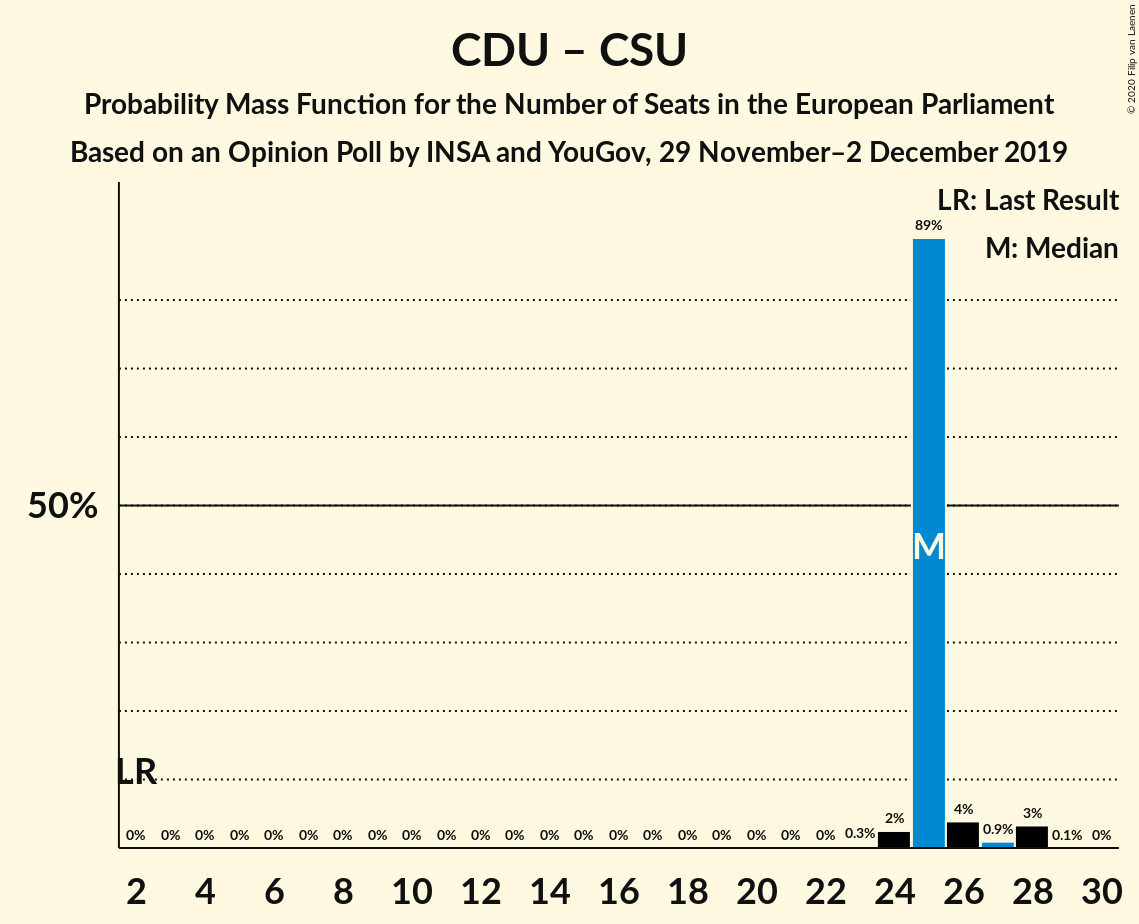 CDU – CSU
Probability Mass Function for the Number of Seats in the European Parliament
Based on an Opinion Poll by INSA and YouGov, 29 November–2 December 2019
© 2020 Filip van Laenen
LR: Last Result
M: Median
89%
50%
M
LR
0% 0% 0% 0% 0% 0% 0% 0% 0% 0% 0% 0% 0% 0% 0% 0% 0% 0% 0% 0% 0% 0.3% 2% 4% 0.9% 3% 0.1% 0%
2 4 6 8 10 12 14 16 18 20 22 24 26 28 30